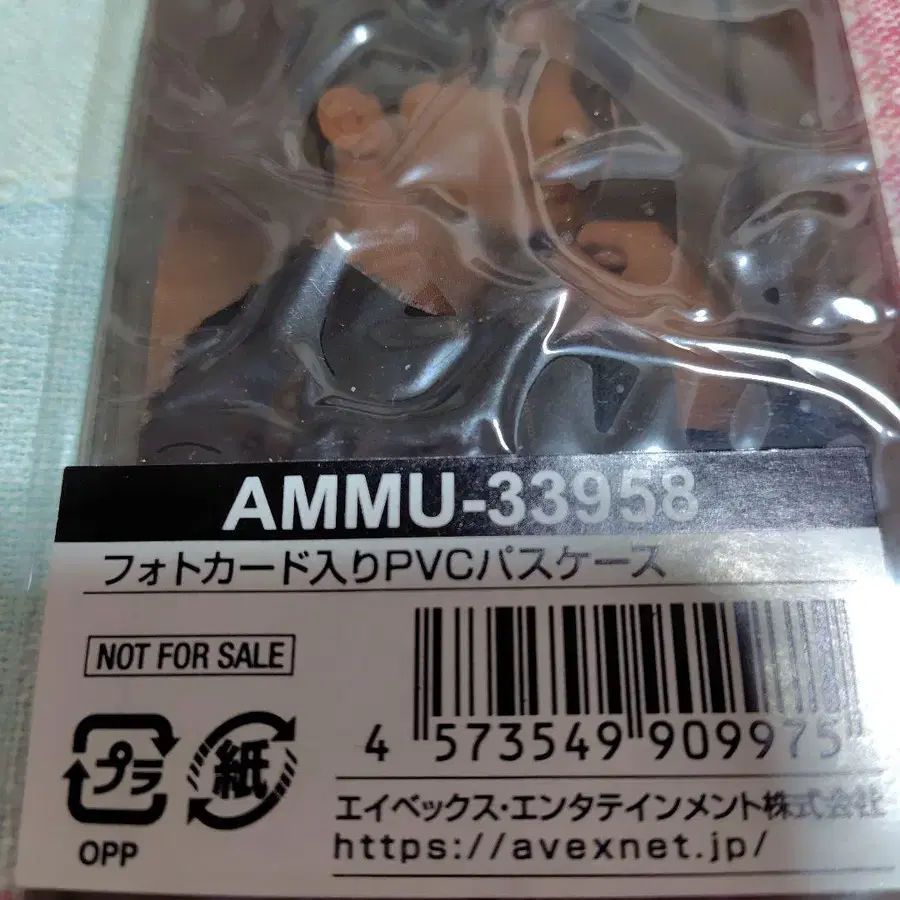 AMMU-33958
フォトカード入りPVCパスケース
NOT FOR SALE
プラ
紙
OPP
4 573549 909975
エイベックス・エンタテインメント株式会社
https://avexnet.jp/